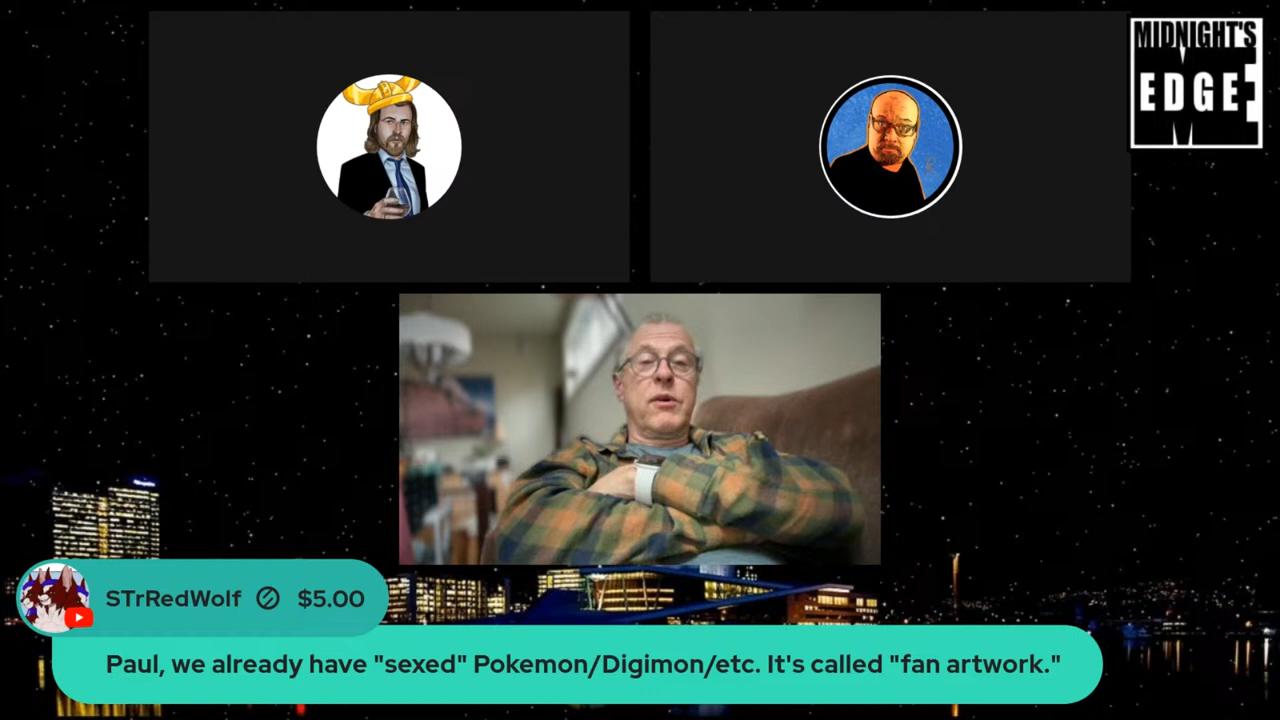 MIDNIGHT'S
EDGE
STrRedWolf $5.00
Paul, we already have "sexed" Pokemon/Digimon/etc. It's called "fan artwork."